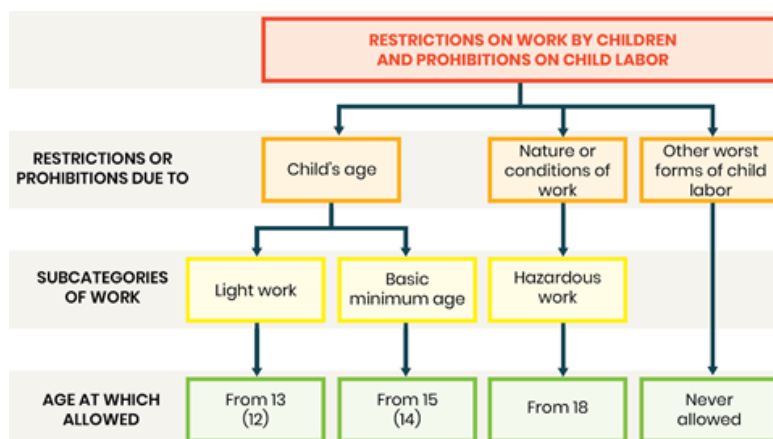 RESTRICTIONS ON WORK BY CHILDREN
AND PROHIBITIONS ON CHILD LABOR
RESTRICTIONS OR
PROHIBITIONS DUE TO
Child's age
Nature or
conditions of
work
Other worst
forms of child
labor
SUBCATEGORIES
OF WORK
Light work
Basic
minimum age
Hazardous
work
AGE AT WHICH
ALLOWED
From 13
(12)
From 15
(14)
From 18
Never
allowed